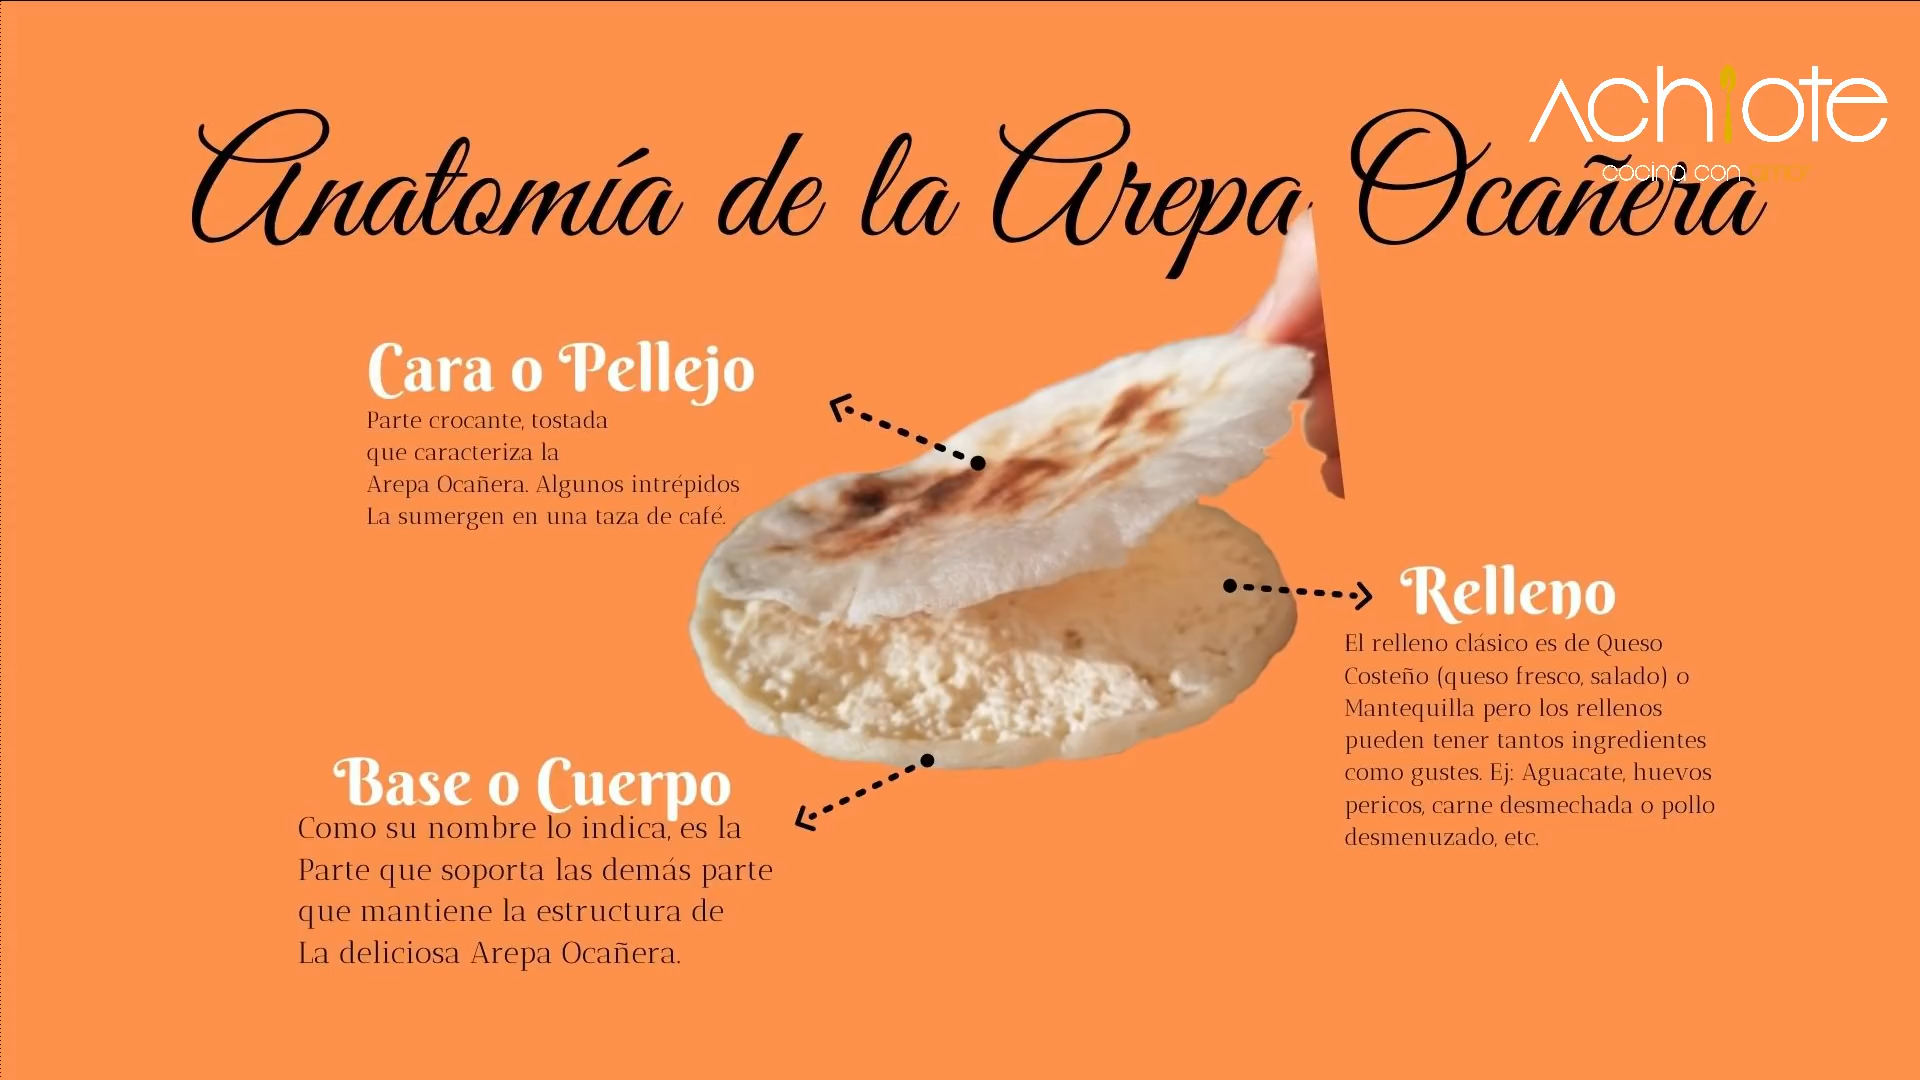 Achiote
cocina con amor
Anatomía de la Arepa Ocañera
Cara o Pellejo
Parte crocante, tostada
que caracteriza la
Arepa Ocañera. Algunos intrépidos
La sumergen en una taza de café.
Relleno
El relleno clásico es de Queso
Costeño (queso fresco, salado) o
Mantequilla pero los rellenos
pueden tener tantos ingredientes
como gustes. Ej: Aguacate, huevos
pericos, carne desmechada o pollo
desmenuzado, etc.
Base o Cuerpo
Como su nombre lo indica, es la
Parte que soporta las demás parte
que mantiene la estructura de
La deliciosa Arepa Ocañera.